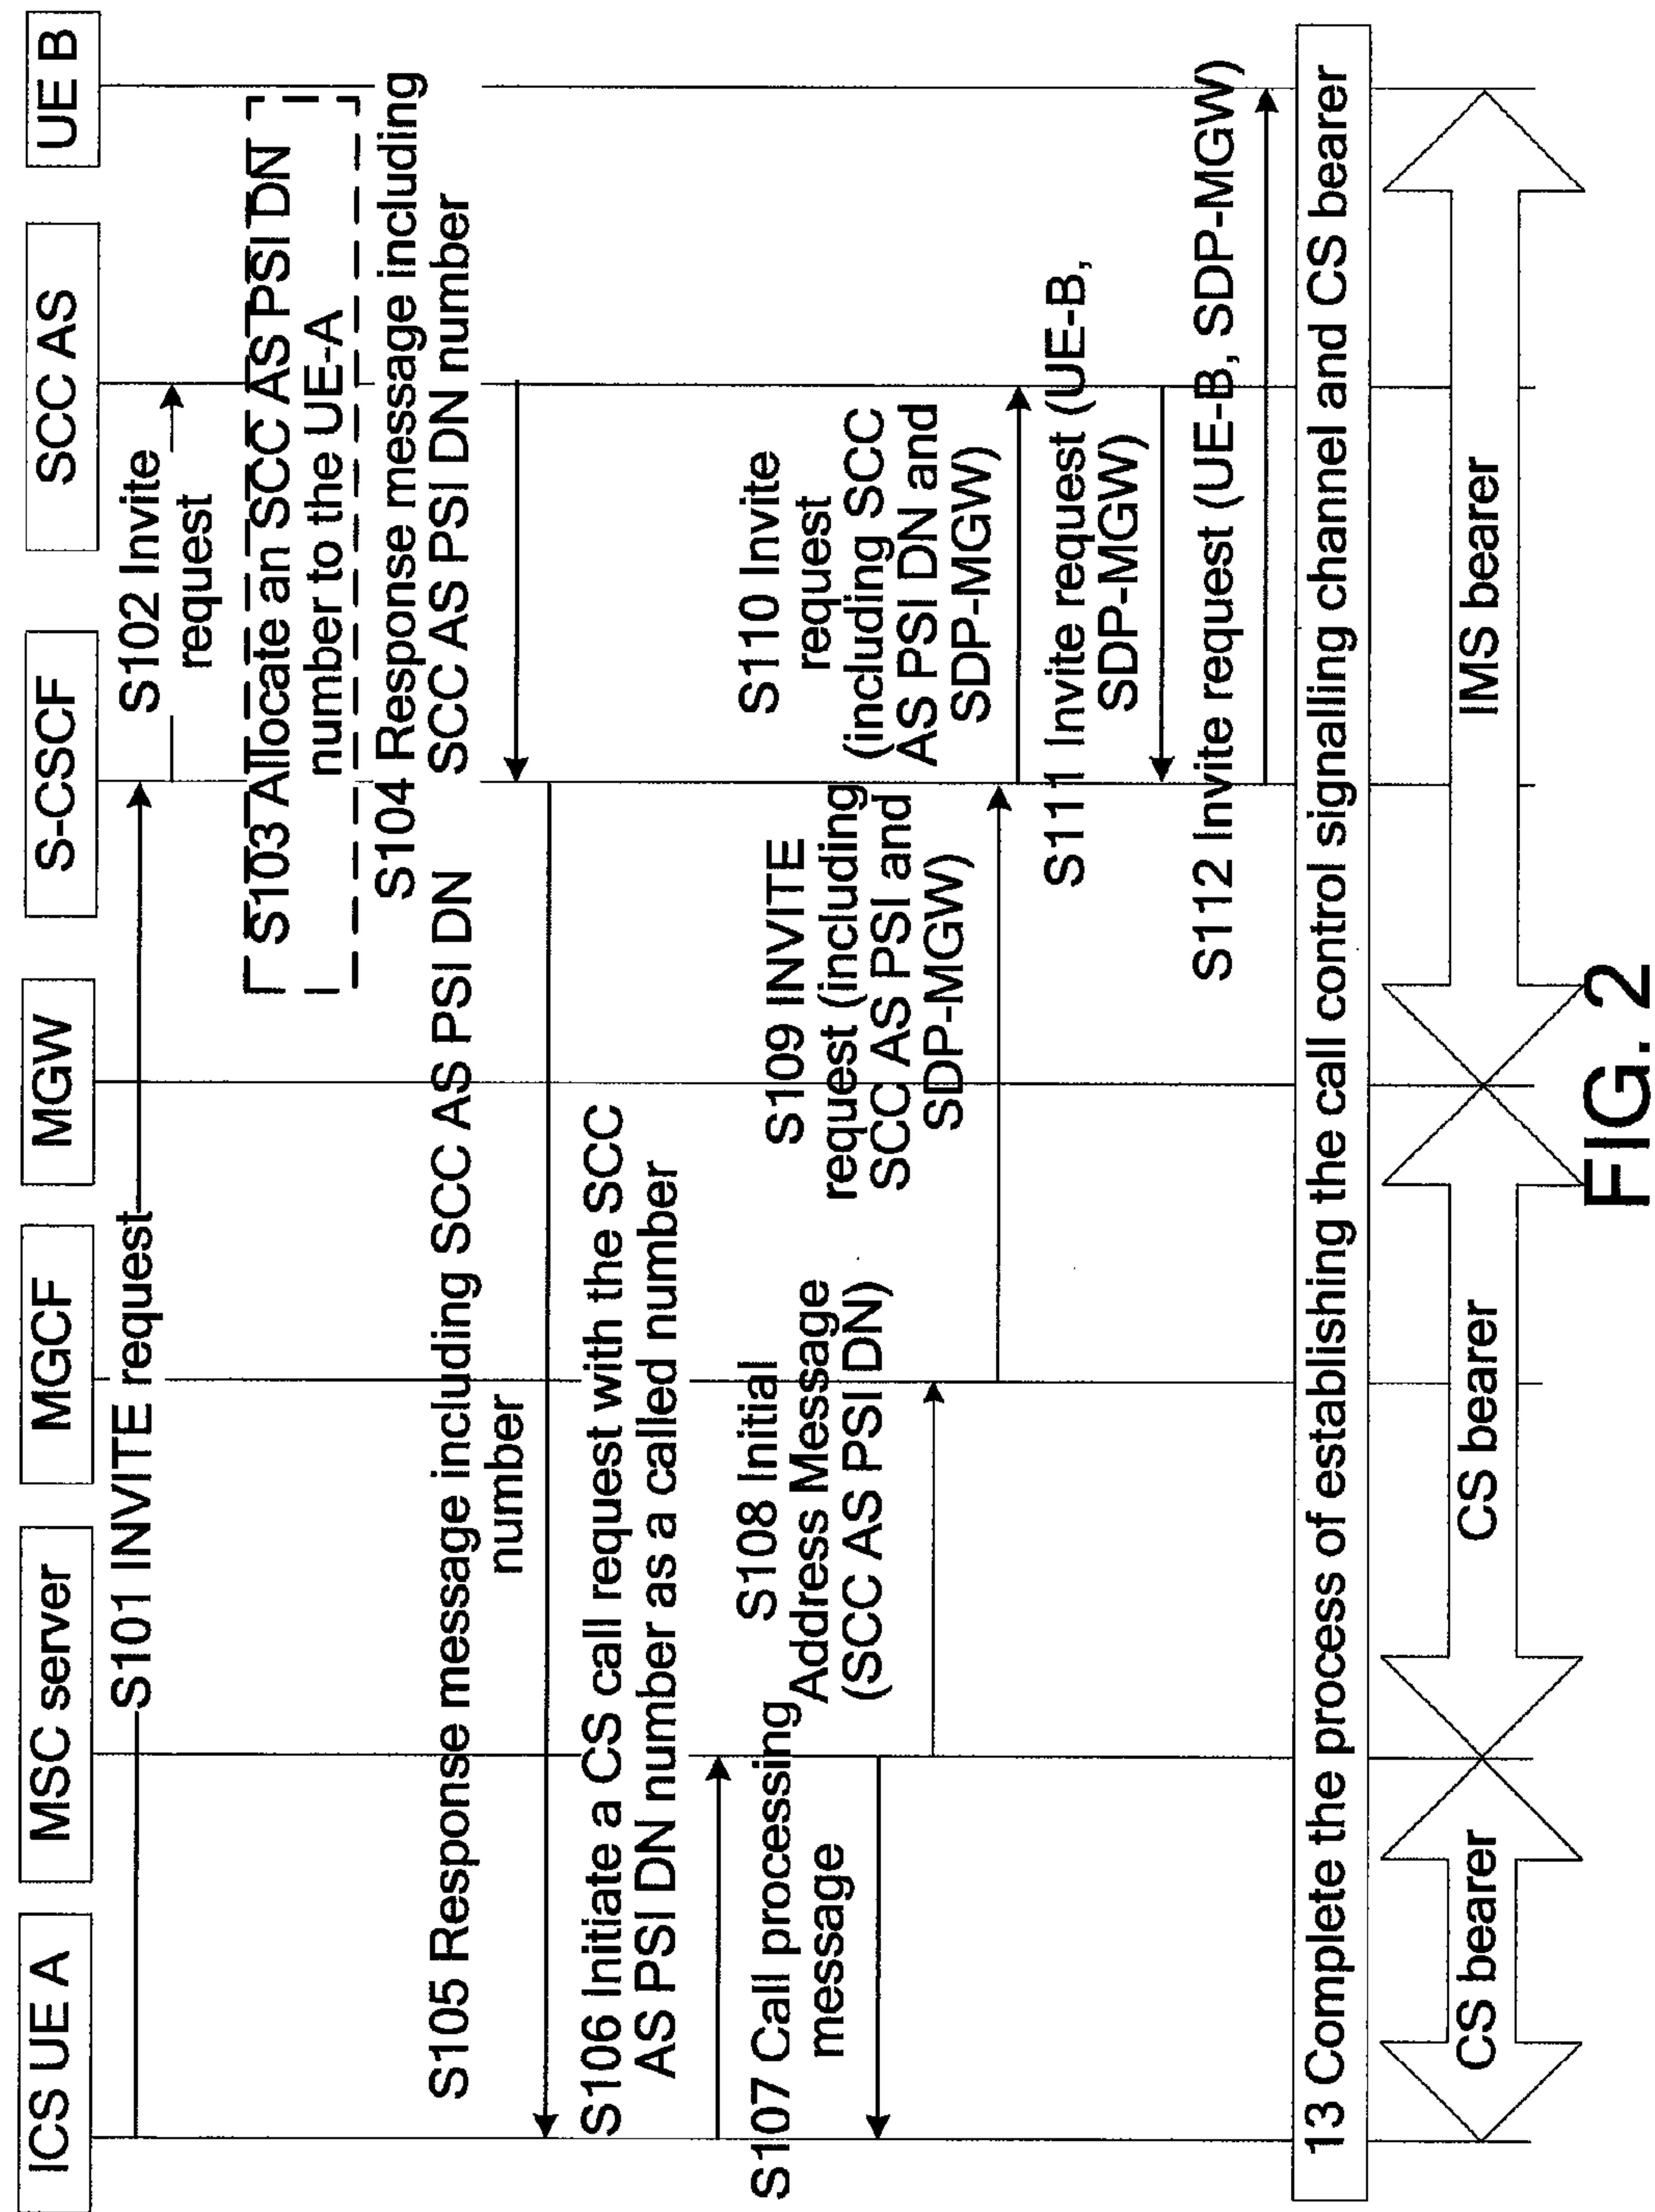 ICS UE A
MSC server
MGCF
MGW
S-CSCF
SCC AS
UE B
S101 INVITE request
S102 Invite
request
S103 Allocate an SCC AS PSI DN
number to the UE-A
S104 Response message including
SCC AS PSI DN number
S105 Response message including SCC AS PSI DN
number
S106 Initiate a CS call request with the SCC
AS PSI DN number as a called number
S107 Call processing
message
S108 Initial
Address Message
(SCC AS PSI DN)
S109 INVITE
request (including
SCC AS PSI and
SDP-MGW)
S110 Invite
request
(including SCC
AS PSI DN and
SDP-MGW)
S111 Invite request (UE-B,
SDP-MGW)
S112 Invite request (UE-B, SDP-MGW)
13 Complete the process of establishing the call control signalling channel and CS bearer
CS bearer
CS bearer
IMS bearer
FIG. 2